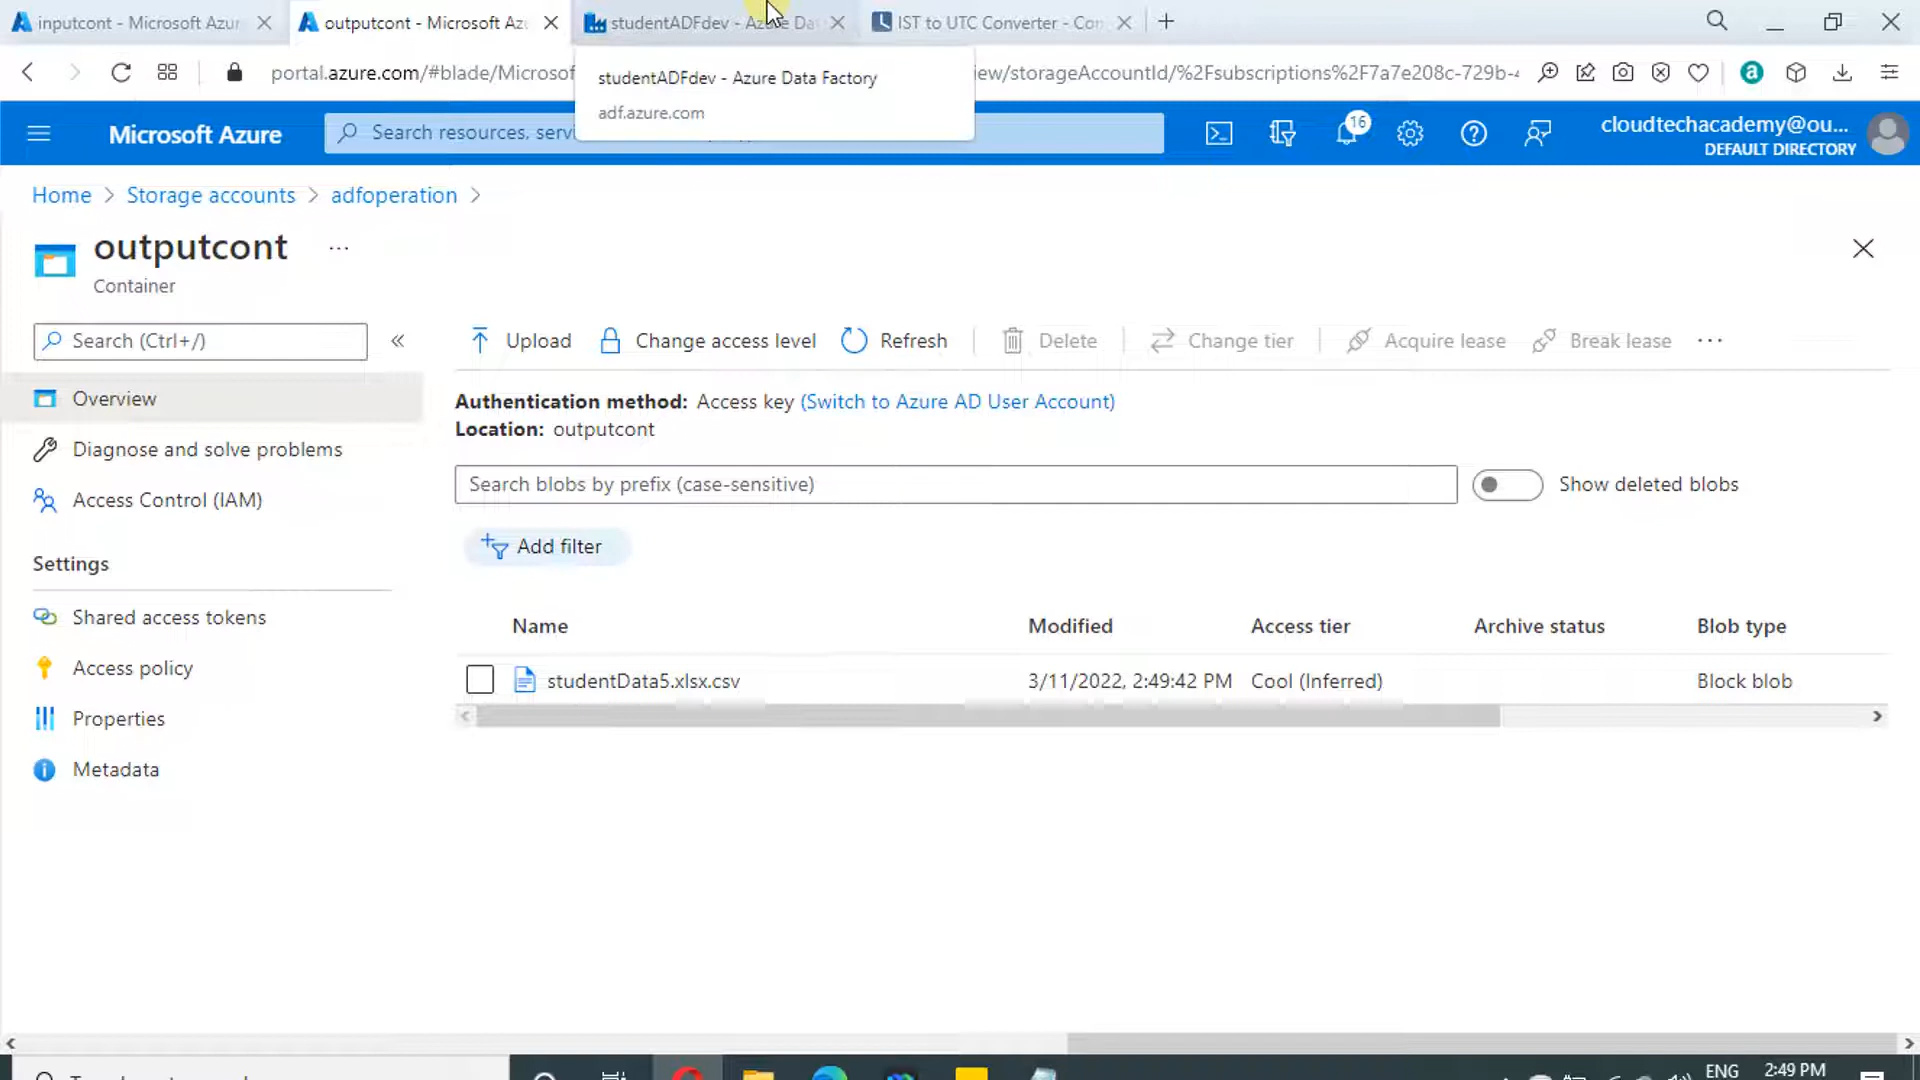 inputcont - Microsoft Azur
outputcont - Microsoft Az
studentADFdev - Azure Da
IST to UTC Converter - Con
portal.azure.com/#blade/Microsof
iew/storageAccountId/%2Fsubscriptions%2F7a7e208c-729b-4
studentADFdev - Azure Data Factory
adf.azure.com
Microsoft Azure
Search resources, servi
16
cloudtechacademy@ou...
DEFAULT DIRECTORY
Home > Storage accounts > adfoperation >
outputcont ...
Container
Search (Ctrl+/)
Upload
Change access level
Refresh
Delete
Change tier
Acquire lease
Break lease
...
Overview
Diagnose and solve problems
Access Control (IAM)
Settings
Shared access tokens
Access policy
Properties
Metadata
Authentication method: Access key (Switch to Azure AD User Account)
Location: outputcont
Search blobs by prefix (case-sensitive)
Show deleted blobs
Add filter
Name Modified Access tier Archive status Blob type
studentData5.xlsx.csv 3/11/2022, 2:49:42 PM Cool (Inferred) Block blob
ENG
2:49 PM